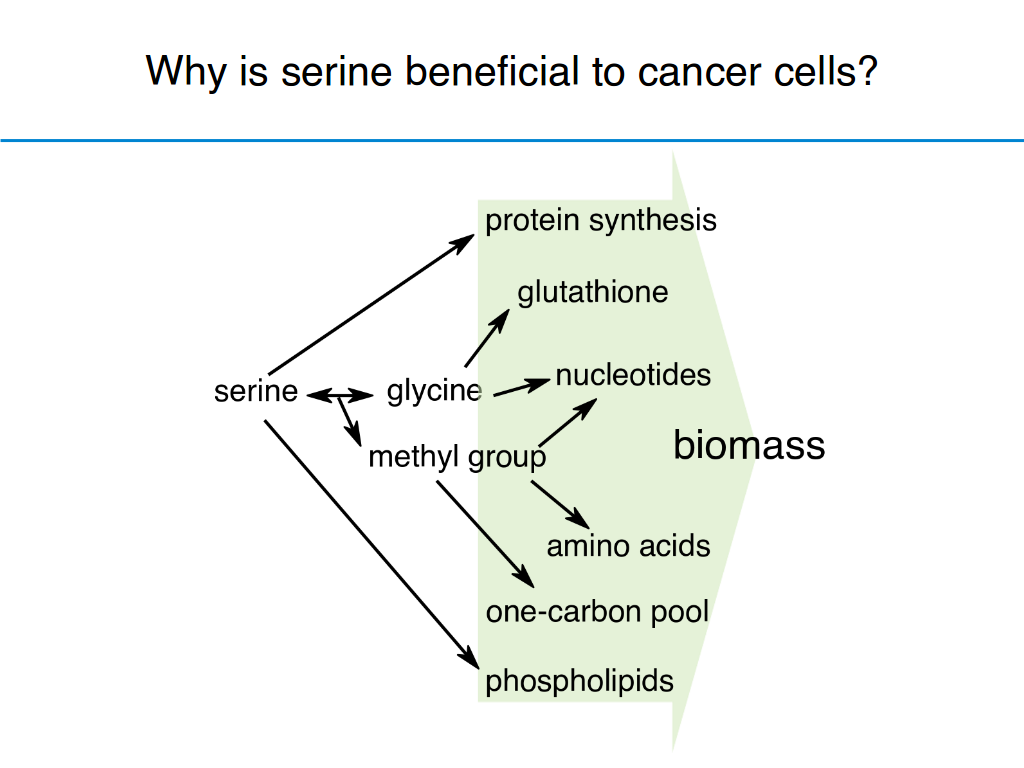 Why is serine beneficial to cancer cells?
protein synthesis
glutathione
nucleotides
serine
glycine
biomass
methyl group
amino acids
one-carbon pool
phospholipids